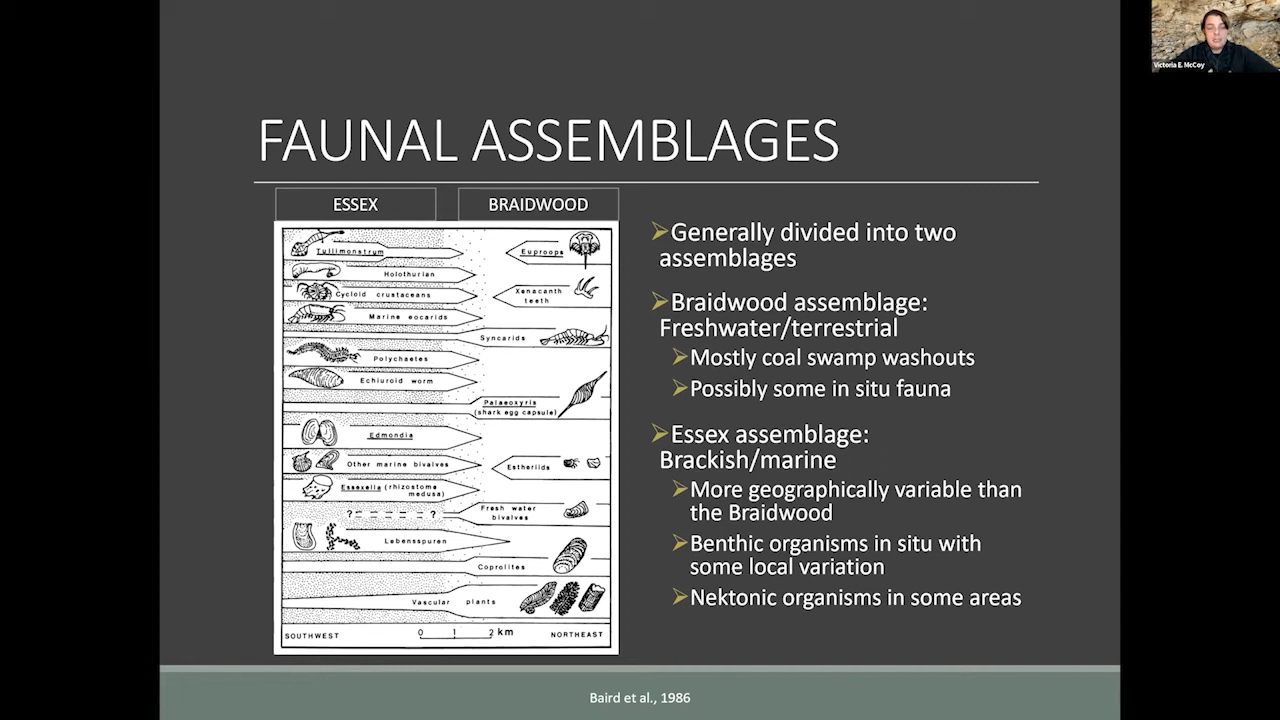 Victoria E. McCoy
FAUNAL ASSEMBLAGES
ESSEX
BRAIDWOOD
Tullimonstrum
Euproops
Holothurian
Cycloid crustaceans
Xenacanth
teeth
Marine eocarids
Syncarids
Polychaetes
Echiuroid worm
Palaeoxyris
(shark egg capsule)
Edmondia
Other marine bivalves
Estheriids
Essexella (rhizostome
medusa)
? – – – – – ?
Fresh water
bivalves
Lebensspuren
Coprolites
Vascular plants
SOUTHWEST
0 1 2 km
NORTHEAST
Generally divided into two
assemblages
Braidwood assemblage:
Freshwater/terrestrial
Mostly coal swamp washouts
Possibly some in situ fauna
Essex assemblage:
Brackish/marine
More geographically variable than
the Braidwood
Benthic organisms in situ with
some local variation
Nektonic organisms in some areas
Baird et al., 1986